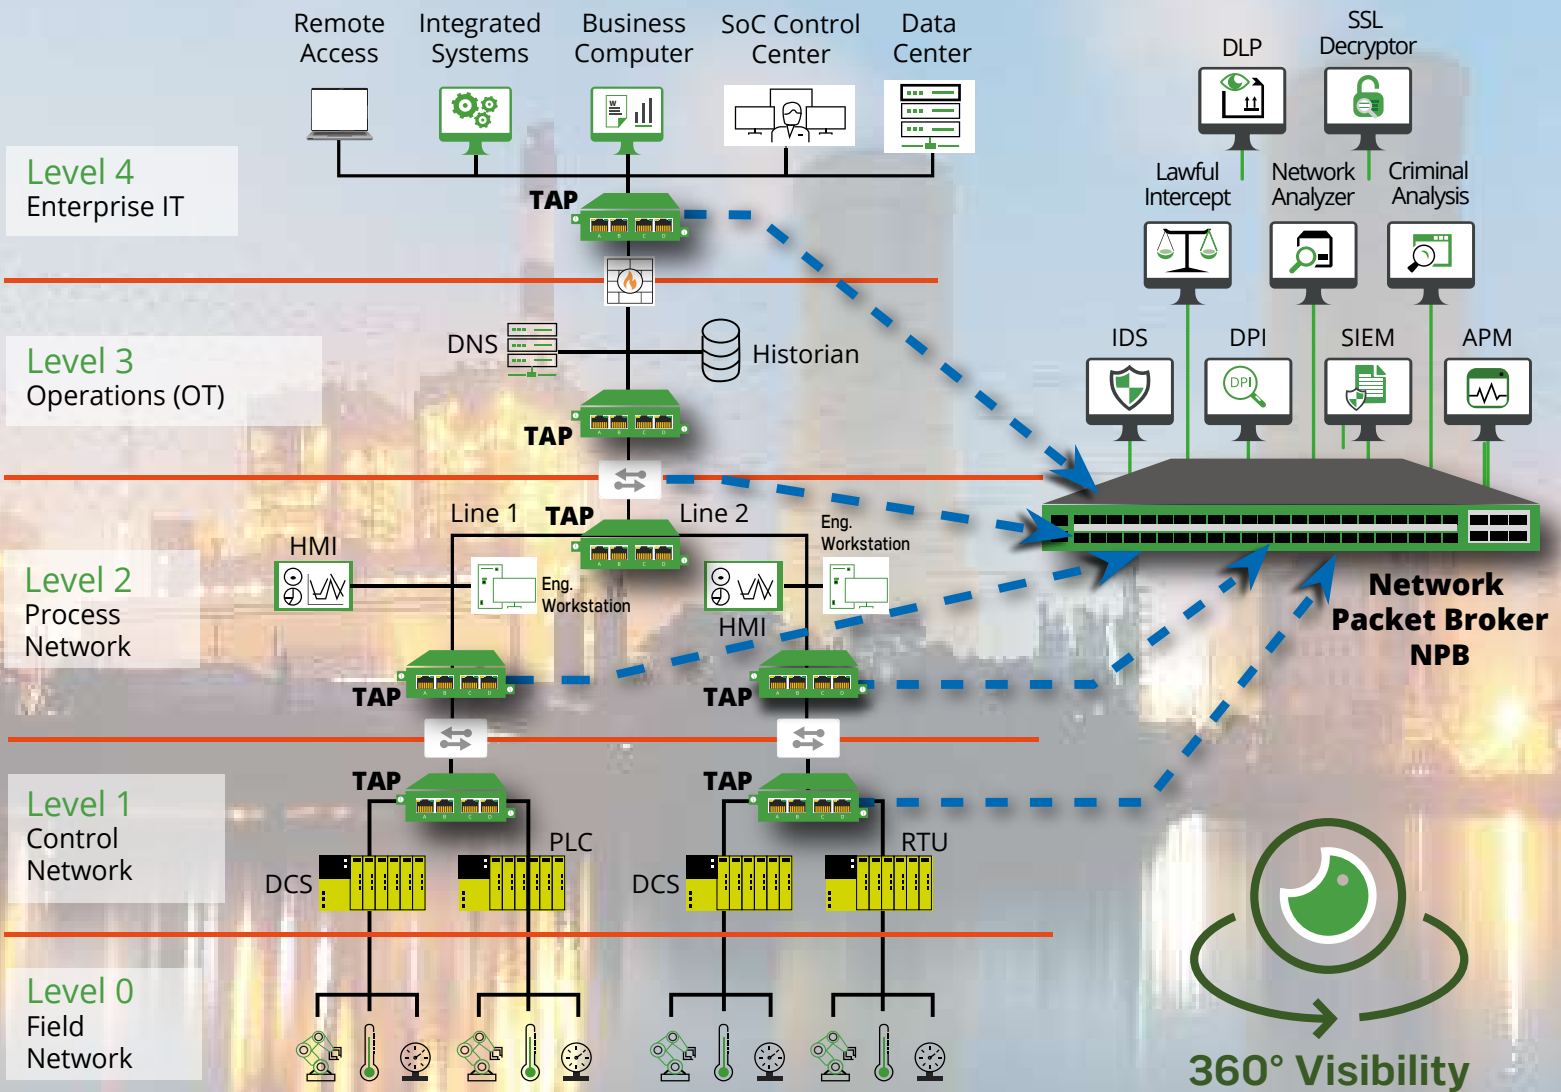 Remote
Access
Integrated
Systems
Business
Computer
SoC Control
Center
Data
Center
Level 4
Enterprise IT
TAP
A B C D
Level 3
Operations (OT)
DNS
Historian
TAP
A B C D
Line 1
TAP
Line 2
A B C D
Level 2
Process
Network
HMI
Eng.
Workstation
HMI
Eng.
Workstation
TAP
A B C D
TAP
A B C D
Level 1
Control
Network
TAP
A B C D
TAP
A B C D
DCS
PLC
DCS
RTU
Level 0
Field
Network
DLP
SSL
Decryptor
Lawful
Intercept
Network
Analyzer
Criminal
Analysis
IDS
DPI
DPI
SIEM
APM
Network
Packet Broker
NPB
360° Visibility